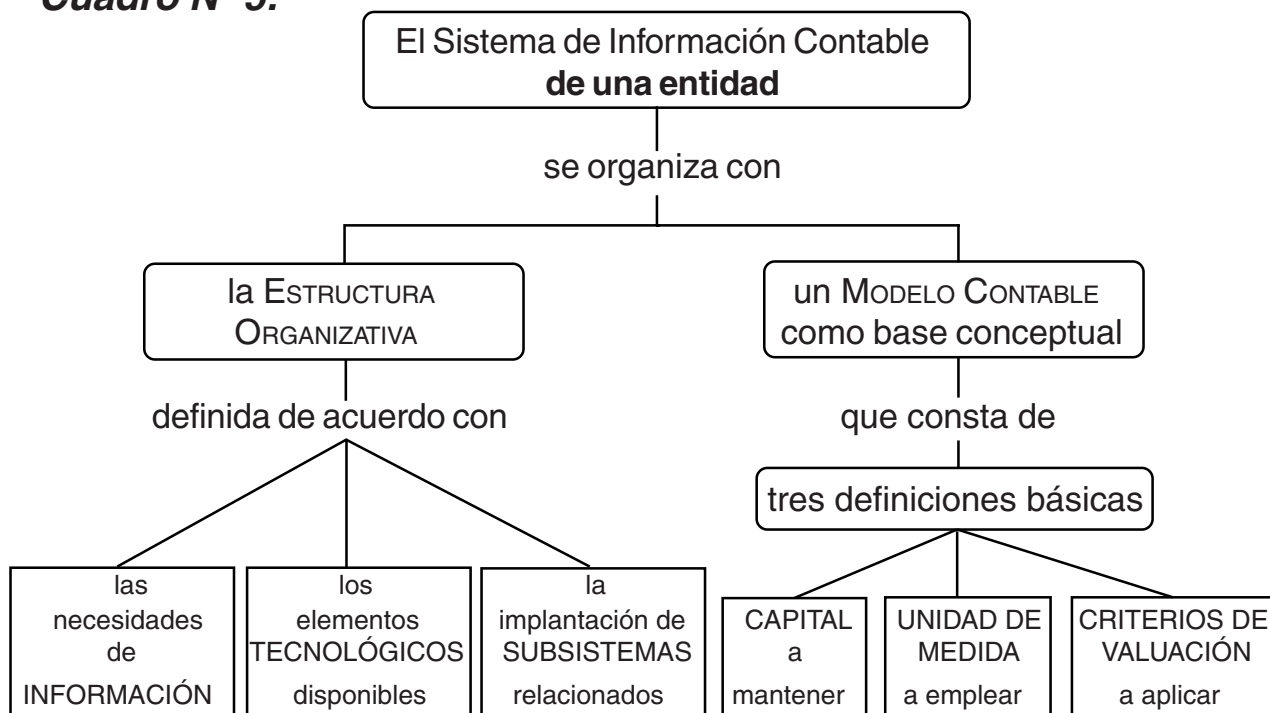 Cuadro Nº 9:
El Sistema de Información Contable
de una entidad
se organiza con
la ESTRUCTURA
ORGANIZATIVA
definida de acuerdo con
las
necesidades
de
INFORMACIÓN
los
elementos
TECNOLÓGICOS
disponibles
la
implantación de
SUBSISTEMAS
relacionados
un MODELO CONTABLE
como base conceptual
que consta de
tres definiciones básicas
CAPITAL
a
mantener
UNIDAD DE
MEDIDA
a emplear
CRITERIOS DE
VALUACIÓN
a aplicar